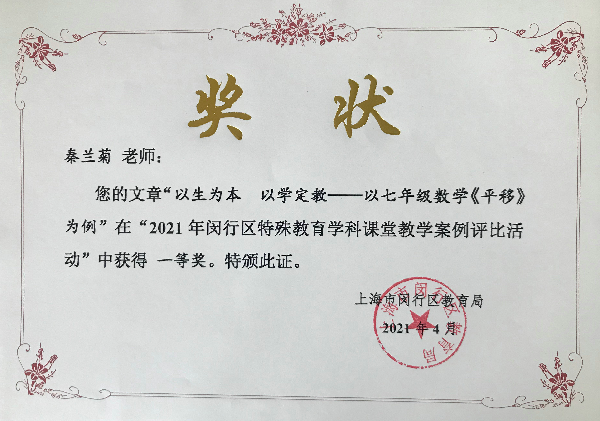 奖 状
秦兰菊 老师：
您的文章“以生为本 以学定教——以七年级数学《平移》
为例”在“2021年闵行区特殊教育学科课堂教学案例评比活
动”中获得 一等奖。特颁此证。
上海市闵行区教育局
2021 年 4 月
上海市闵行区教育局